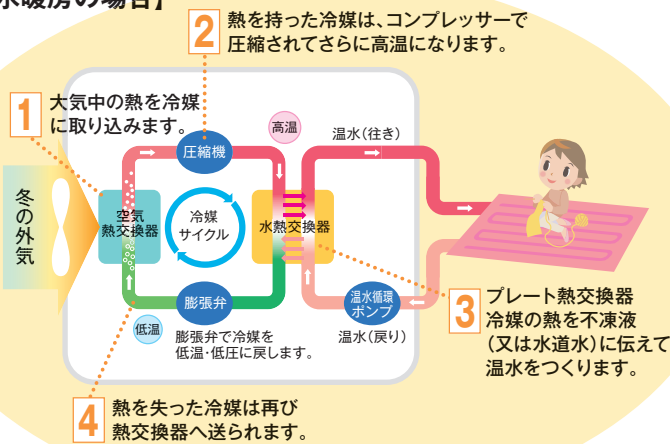 水暖房の場合】
2
熱を持った冷媒は、コンプレッサーで
圧縮されてさらに高温になります。
1
大気中の熱を冷媒
に取り込みます。
高温
温水(往き)
圧縮機
冬の外気
空気
熱交換器
冷媒
サイクル
水熱交換器
膨張弁
温水循環
ポンプ
低温
膨張弁で冷媒を
低温・低圧に戻します。
温水(戻り)
3
プレート熱交換器
冷媒の熱を不凍液
(又は水道水)に伝えて
温水をつくります。
4
熱を失った冷媒は再び
熱交換器へ送られます。